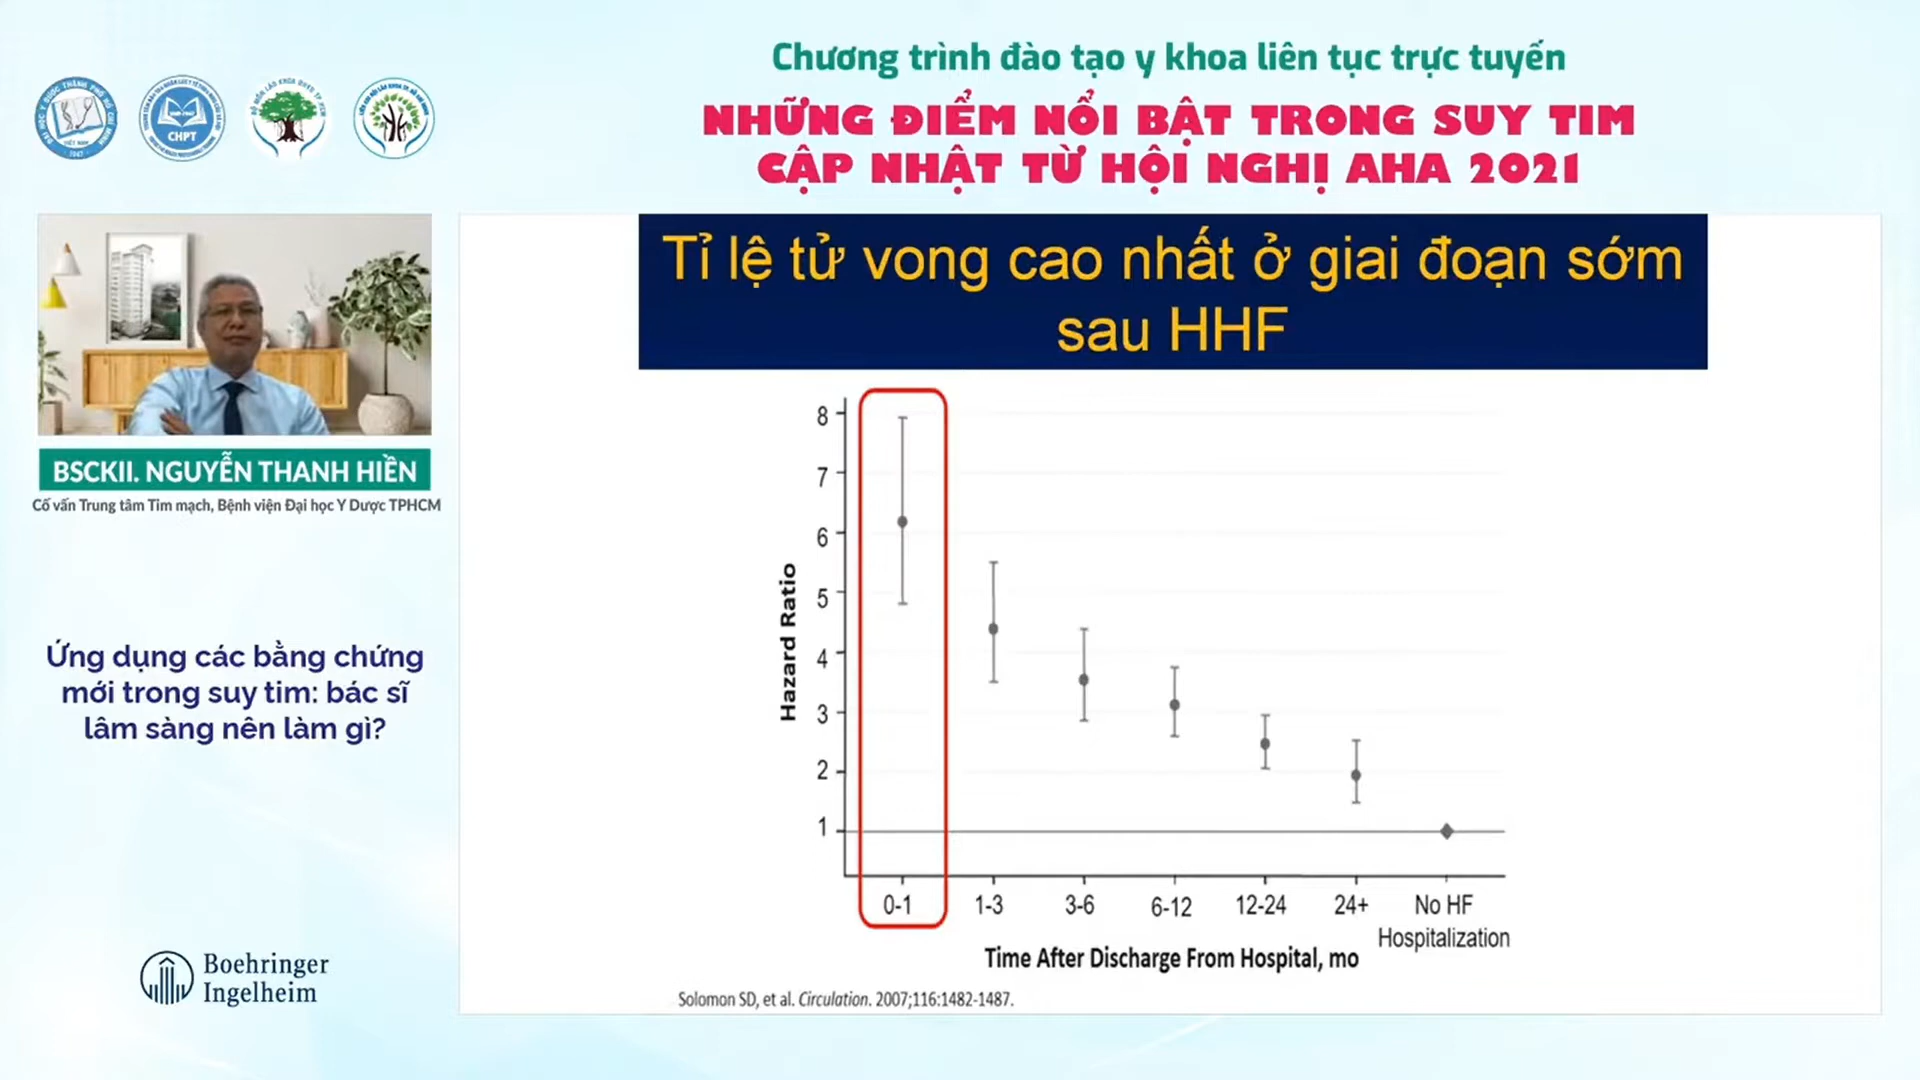 Chương trình đào tạo y khoa liên tục trực tuyến
NHỮNG ĐIỂM NỔI BẬT TRONG SUY TIM
CẬP NHẬT TỪ HỘI NGHỊ AHA 2021
CHPT
BSCKII. NGUYỄN THANH HIỀN
Cố vấn Trung tâm Tim mạch, Bệnh viện Đại học Y Dược TPHCM
Ứng dụng các bằng chứng
mới trong suy tim: bác sĩ
lâm sàng nên làm gì?
Boehringer
Ingelheim
Tỉ lệ tử vong cao nhất ở giai đoạn sớm
sau HHF
Hazard Ratio
8
7
6
5
4
3
2
1
0-1 1-3 3-6 6-12 12-24 24+ No HF
Hospitalization
Time After Discharge From Hospital, mo
Solomon SD, et al. Circulation. 2007;116:1482-1487.